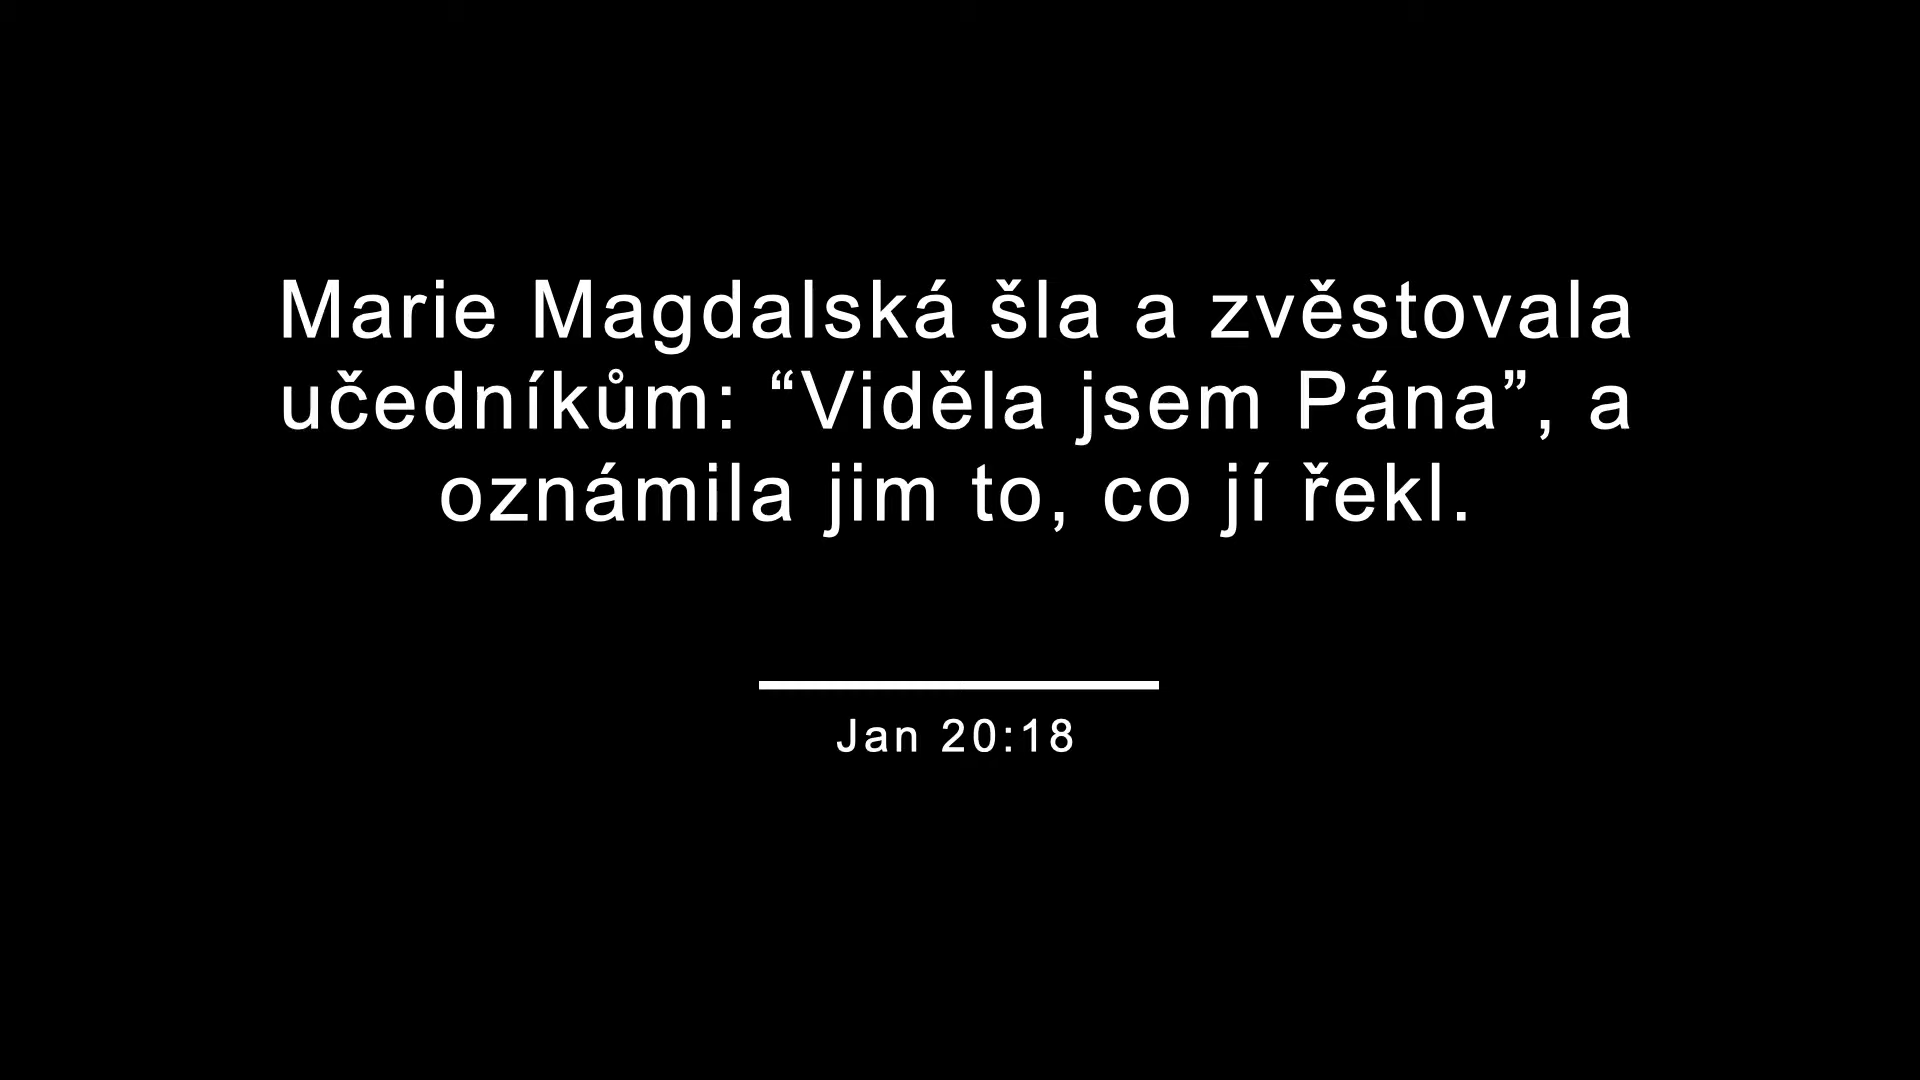 Marie Magdalská šla a zvěstovala
učedníkům: “Viděla jsem Pána”, a
oznámila jim to, co jí řekl.
Jan 20:18